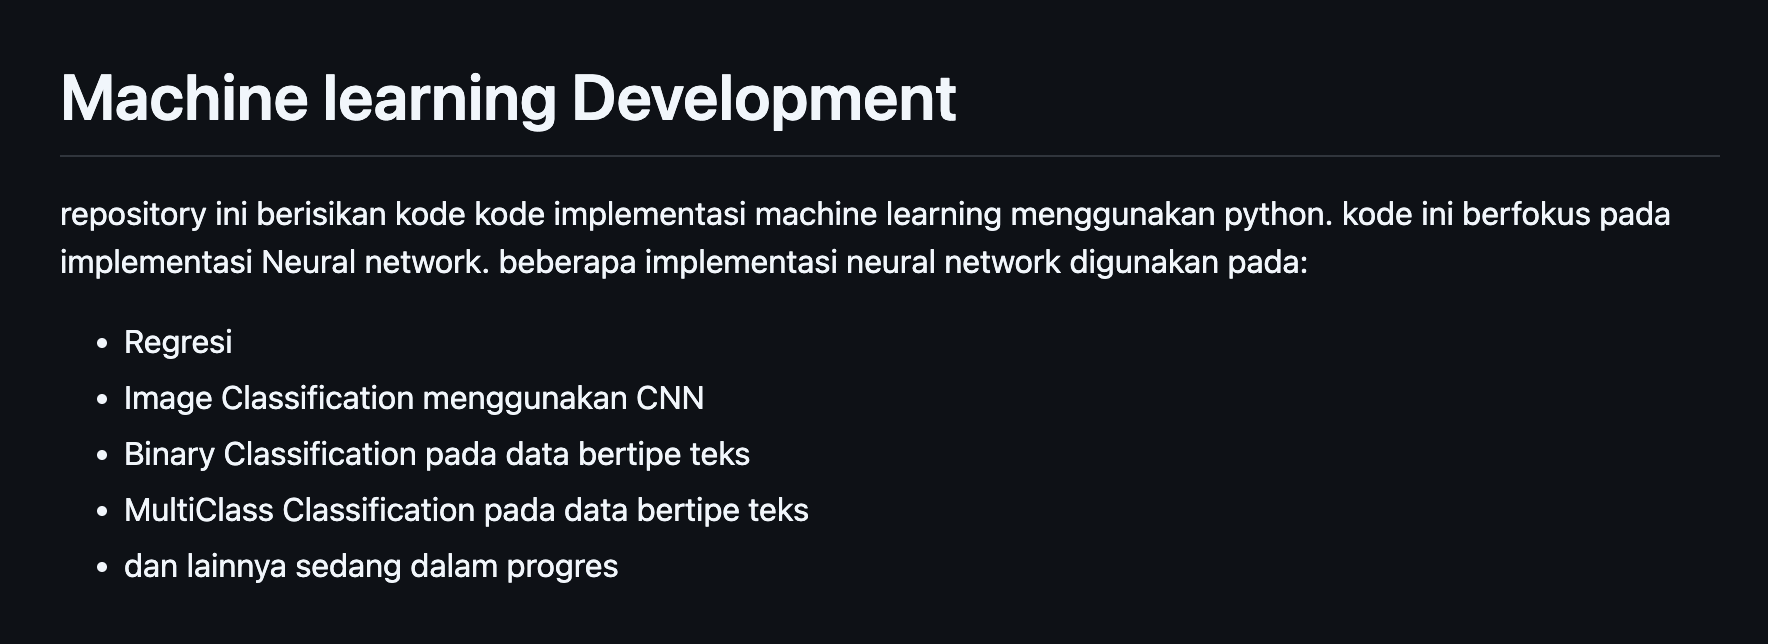 Machine learning Development
repository ini berisikan kode kode implementasi machine learning menggunakan python. kode ini berfokus pada
implementasi Neural network. beberapa implementasi neural network digunakan pada:
• Regresi
• Image Classification menggunakan CNN
• Binary Classification pada data bertipe teks
• MultiClass Classification pada data bertipe teks
• dan lainnya sedang dalam progres